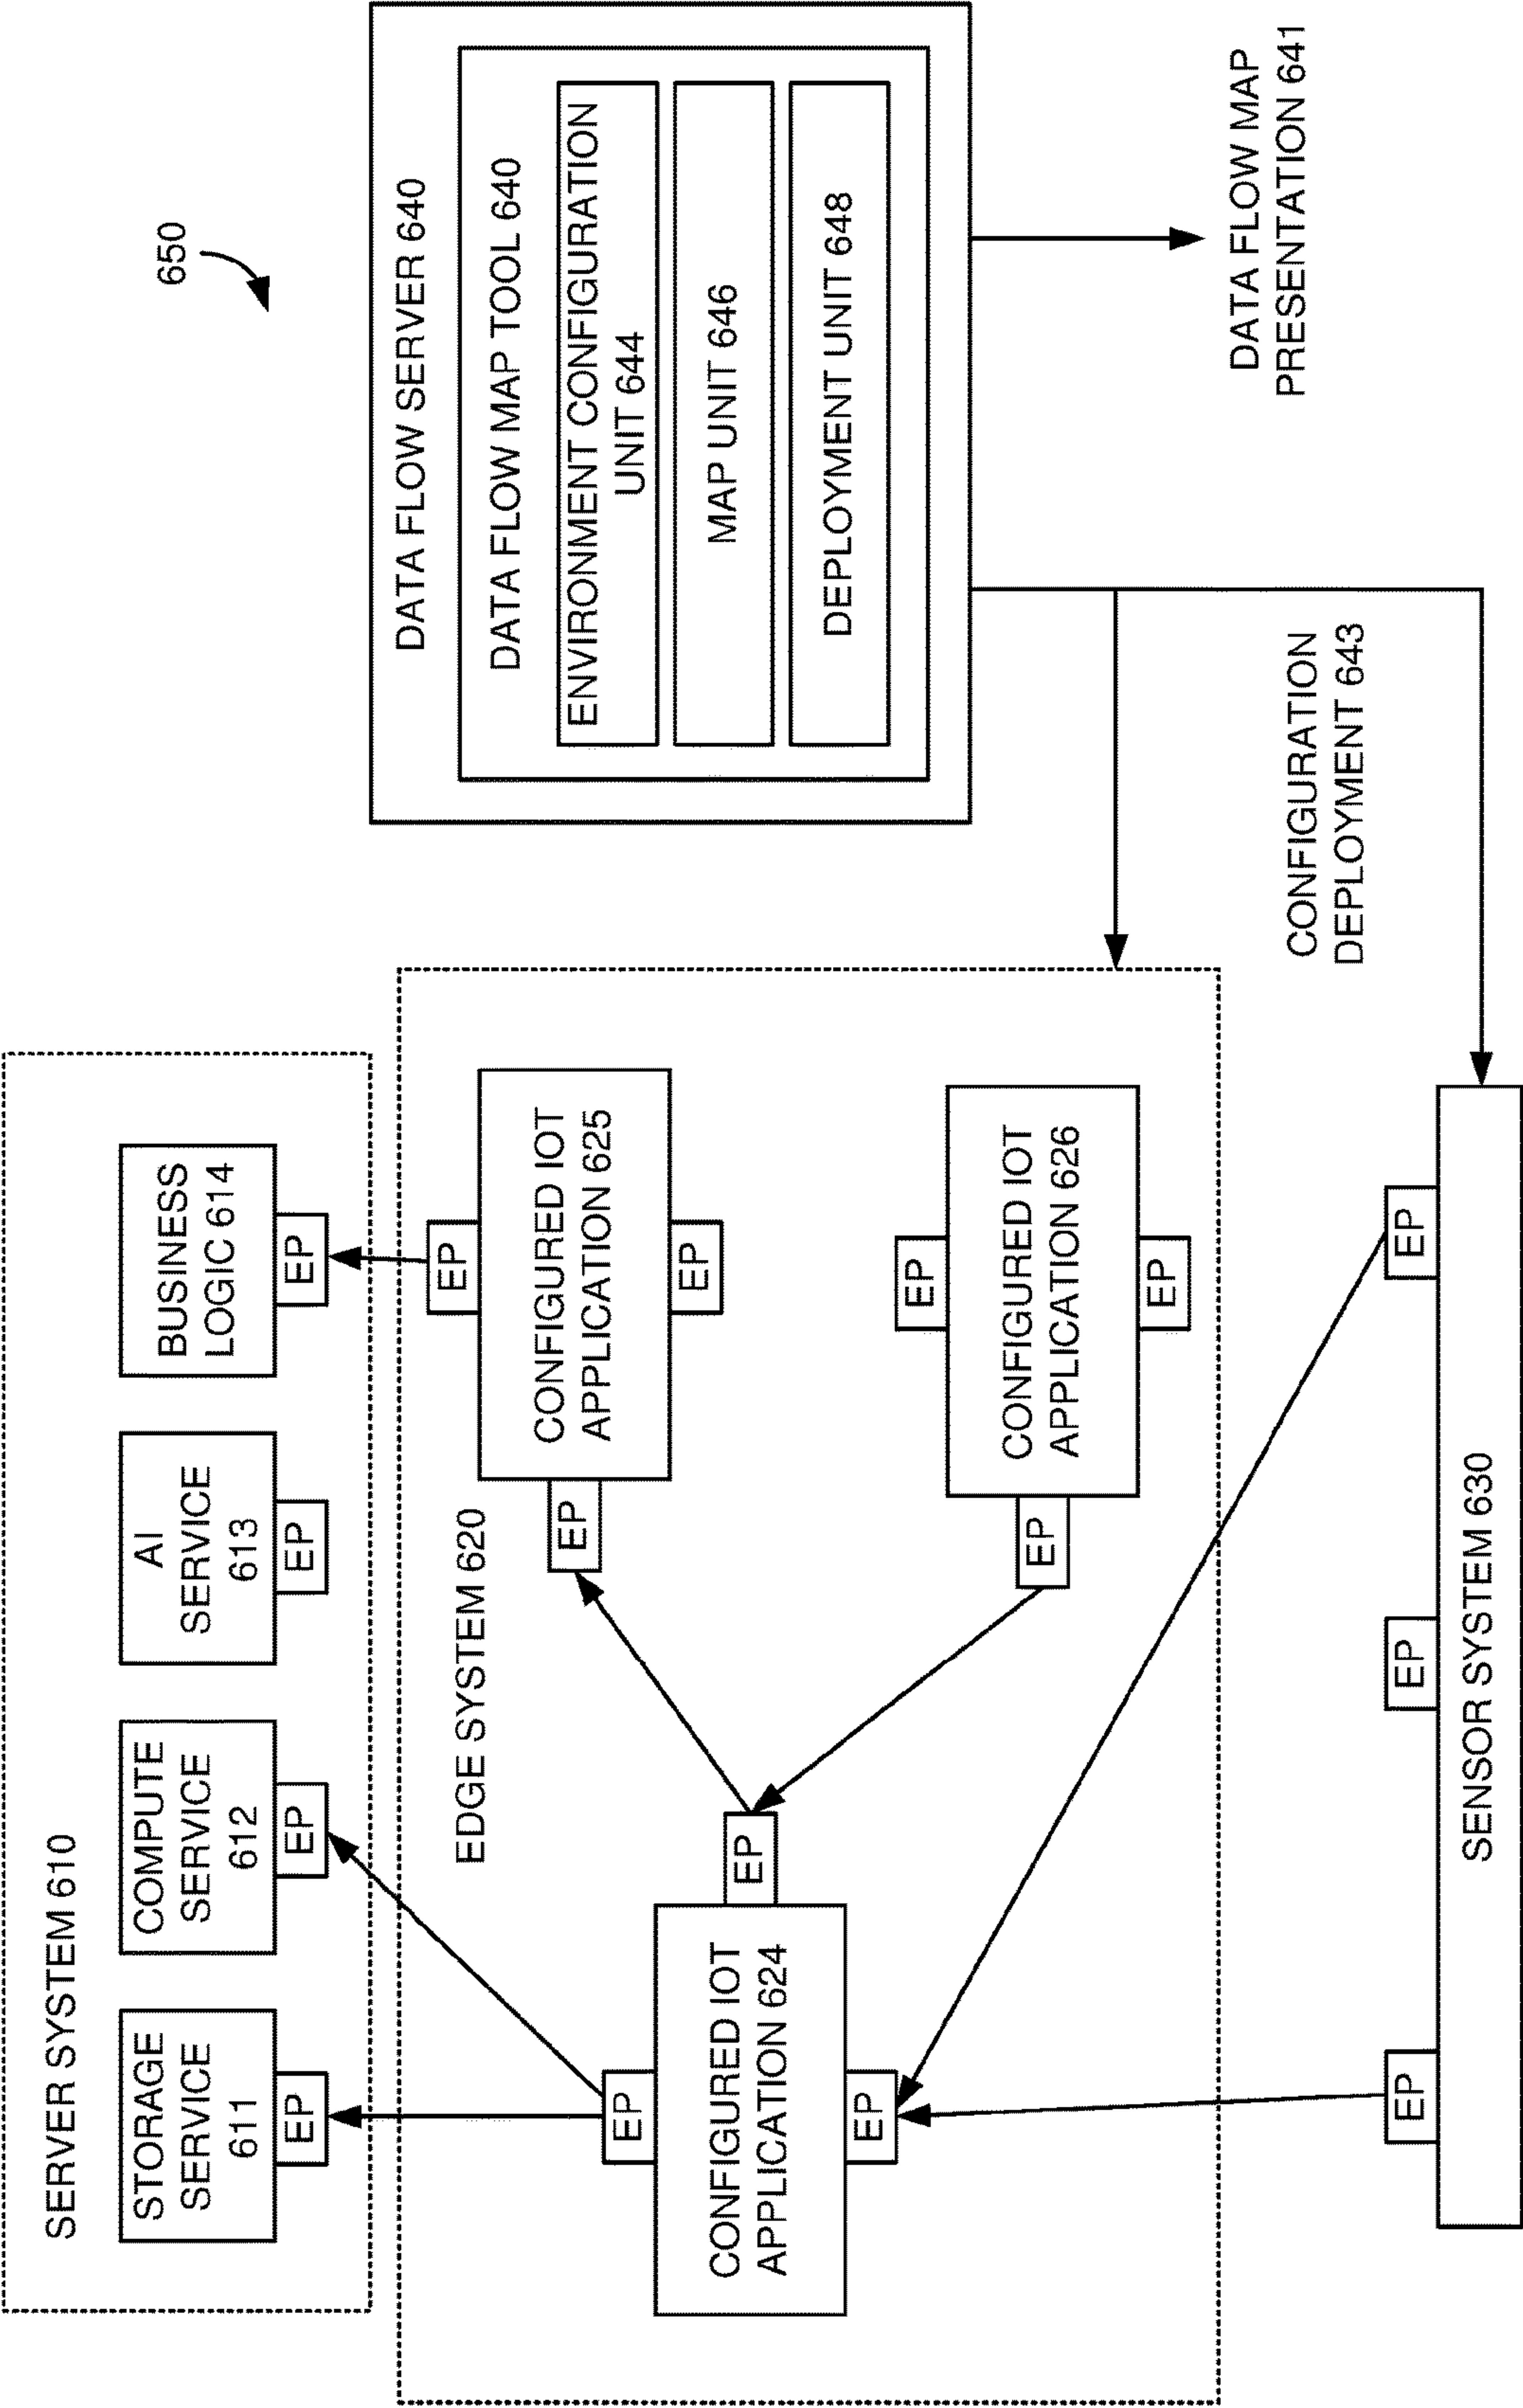 650
SERVER SYSTEM 610
STORAGE
SERVICE
611
EP
COMPUTE
SERVICE
612
EP
AI
SERVICE
613
EP
BUSINESS
LOGIC 614
EP
EDGE SYSTEM 620
EP
CONFIGURED IOT
APPLICATION 624
EP
EP
EP
CONFIGURED IOT
APPLICATION 625
EP
EP
EP
CONFIGURED IOT
APPLICATION 626
EP
EP
EP
EP
EP
SENSOR SYSTEM 630
DATA FLOW SERVER 640
DATA FLOW MAP TOOL 640
ENVIRONMENT CONFIGURATION
UNIT 644
MAP UNIT 646
DEPLOYMENT UNIT 648
CONFIGURATION
DEPLOYMENT 643
DATA FLOW MAP
PRESENTATION 641